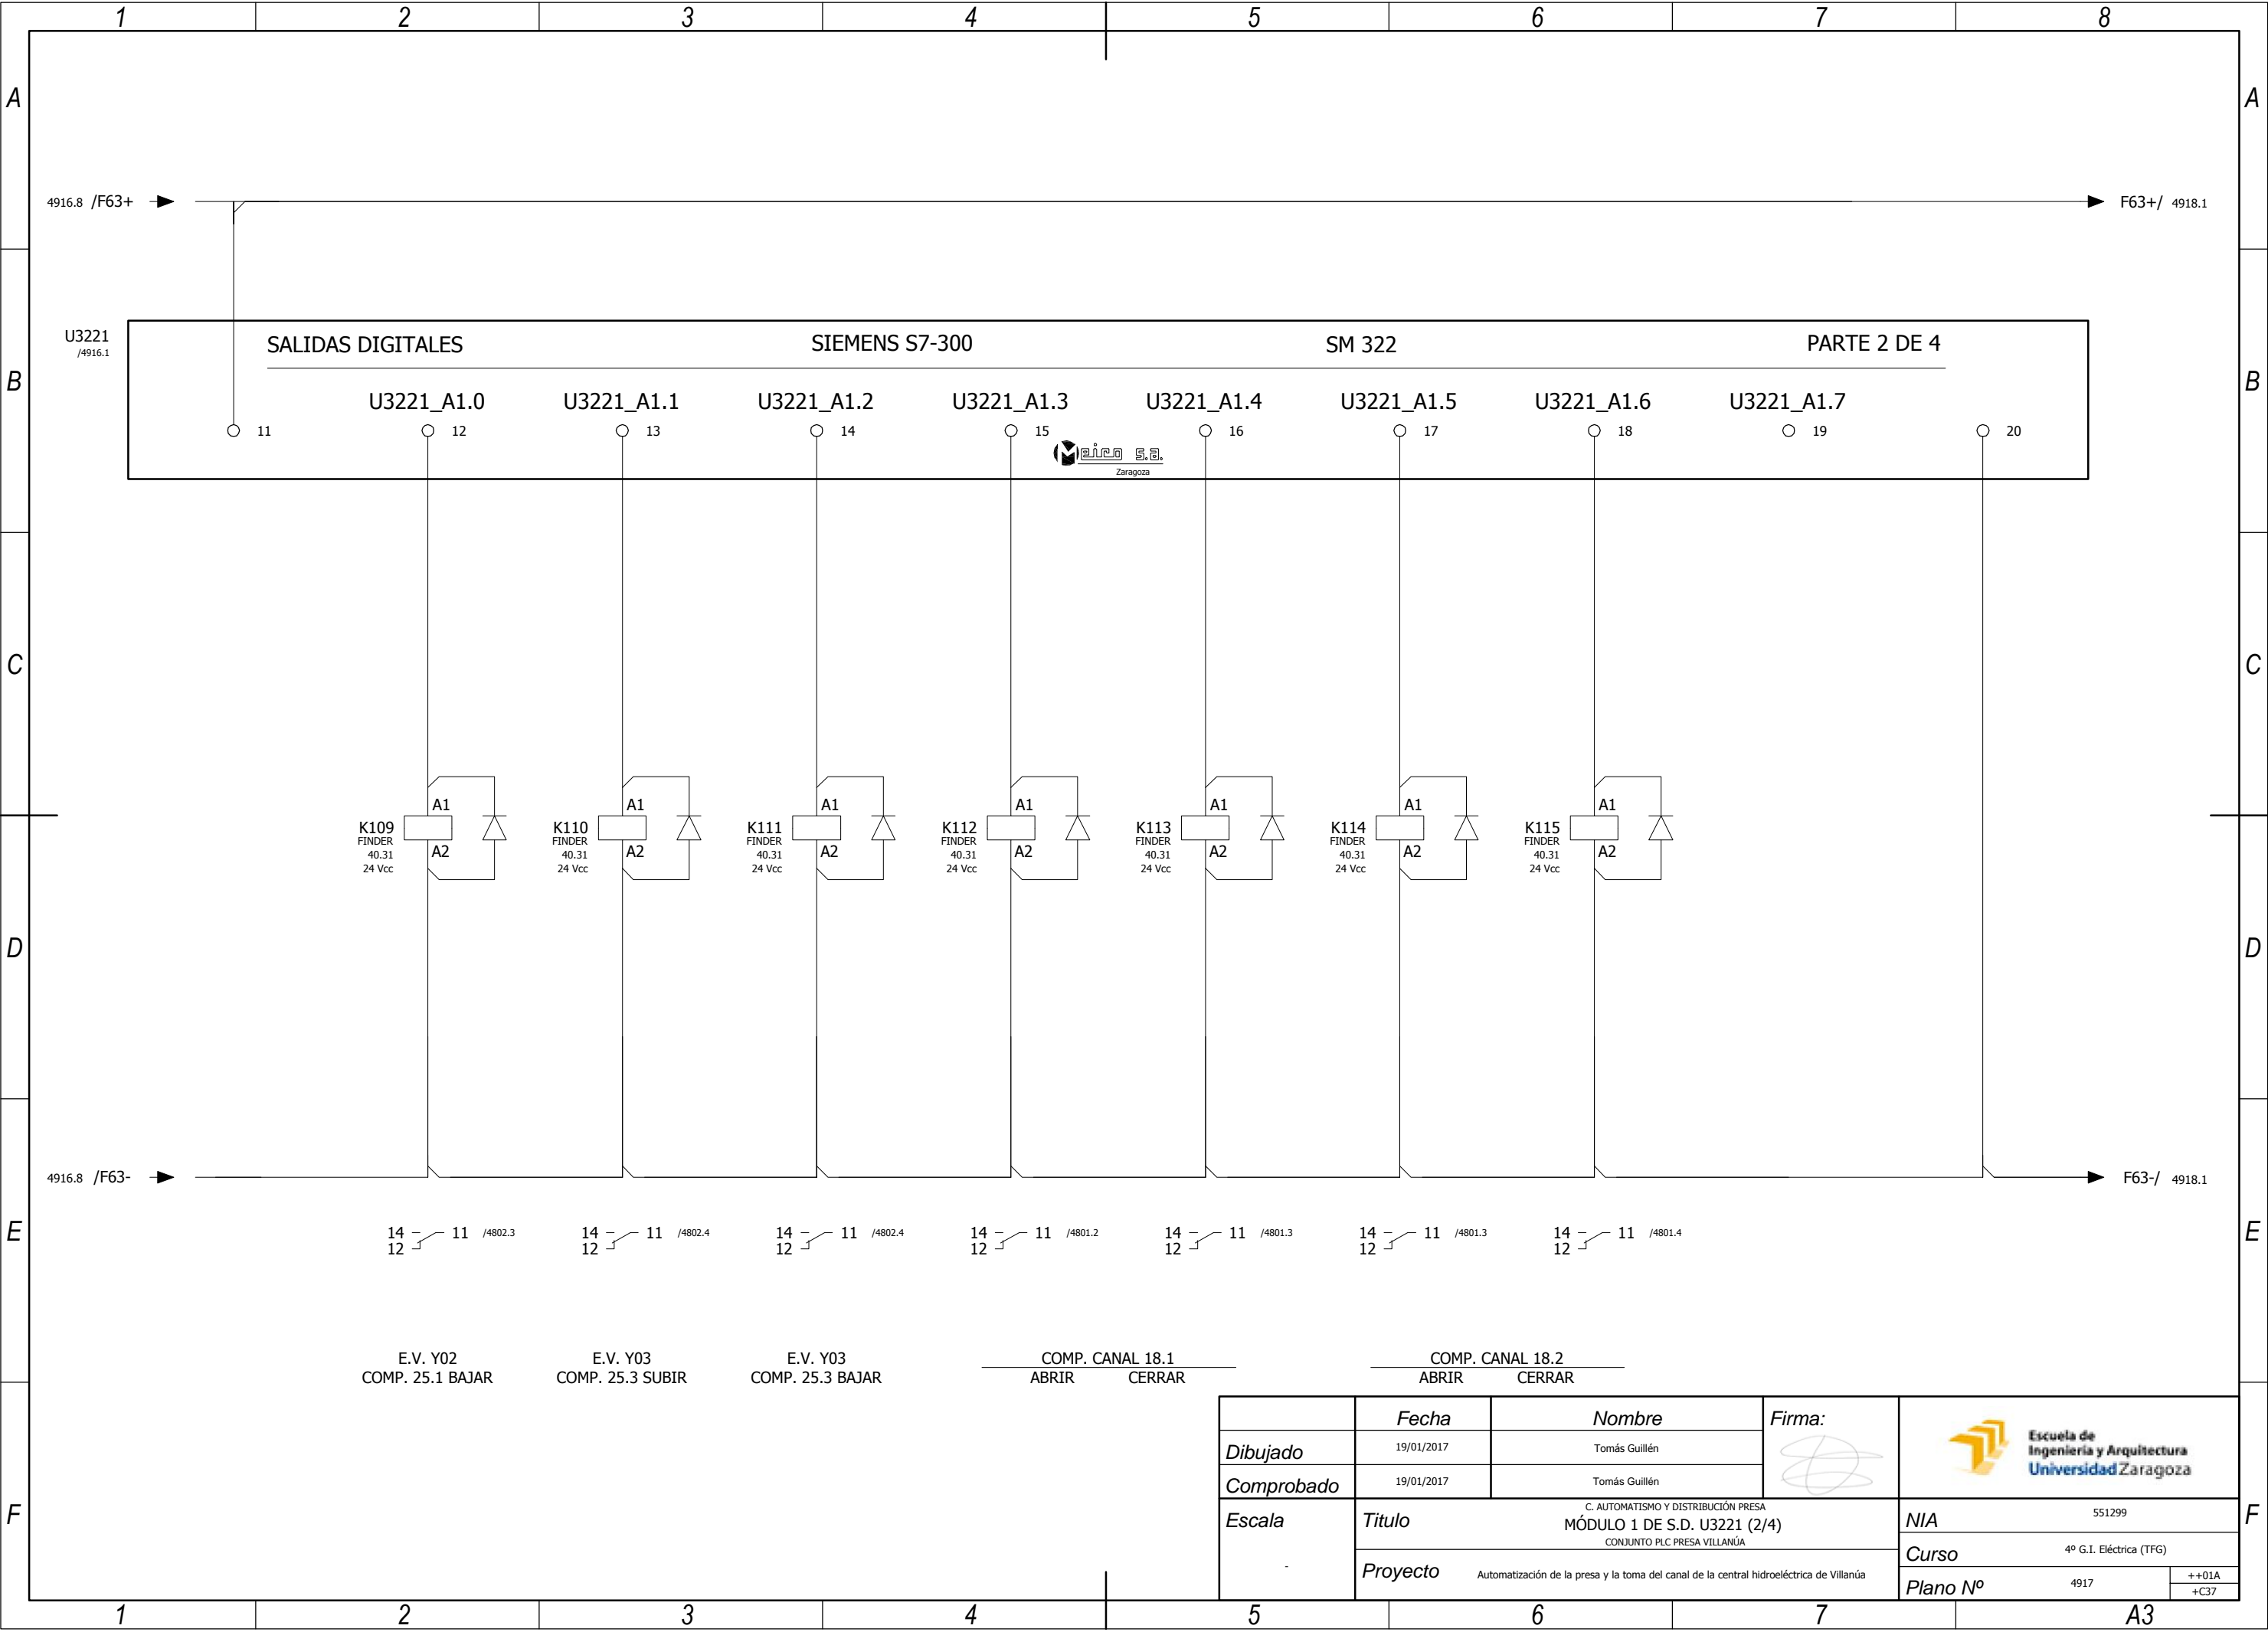 1 2 3 4 5 6 7 8
A A
4916.8 /F63+ F63+/ 4918.1
U3221
/4916.1
SALIDAS DIGITALES SIEMENS S7-300 SM 322 PARTE 2 DE 4
B B
U3221_A1.0 U3221_A1.1 U3221_A1.2 U3221_A1.3 U3221_A1.4 U3221_A1.5 U3221_A1.6 U3221_A1.7
11 12 13 14 15 16 17 18 19 20
Meico s.a.
Zaragoza
C C
A1 A1 A1 A1 A1 A1 A1
K109 K110 K111 K112 K113 K114 K115
FINDER FINDER FINDER FINDER FINDER FINDER FINDER
40.31 40.31 40.31 40.31 40.31 40.31 40.31
A2 A2 A2 A2 A2 A2 A2
24 Vcc 24 Vcc 24 Vcc 24 Vcc 24 Vcc 24 Vcc 24 Vcc
D D
4916.8 /F63- F63-/ 4918.1
E E
14 11 /4802.3 14 11 /4802.4 14 11 /4802.4 14 11 /4801.2 14 11 /4801.3 14 11 /4801.3 14 11 /4801.4
12 12 12 12 12 12 12
E.V. Y02 E.V. Y03 E.V. Y03 COMP. CANAL 18.1 COMP. CANAL 18.2
COMP. 25.1 BAJAR COMP. 25.3 SUBIR COMP. 25.3 BAJAR ABRIR CERRAR ABRIR CERRAR
Fecha Nombre Firma:
Dibujado 19/01/2017 Tomás Guillén
Comprobado 19/01/2017 Tomás Guillén
Escuela de
Ingeniería y Arquitectura
Universidad Zaragoza
F F
Escala
-
Titulo
C. AUTOMATISMO Y DISTRIBUCIÓN PRESA
MÓDULO 1 DE S.D. U3221 (2/4)
CONJUNTO PLC PRESA VILLANÚA
Proyecto Automatización de la presa y la toma del canal de la central hidroeléctrica de Villanúa
NIA 551299
Curso 4º G.I. Eléctrica (TFG)
Plano Nº 4917
++01A
+C37
1 2 3 4 5 6 7 A3